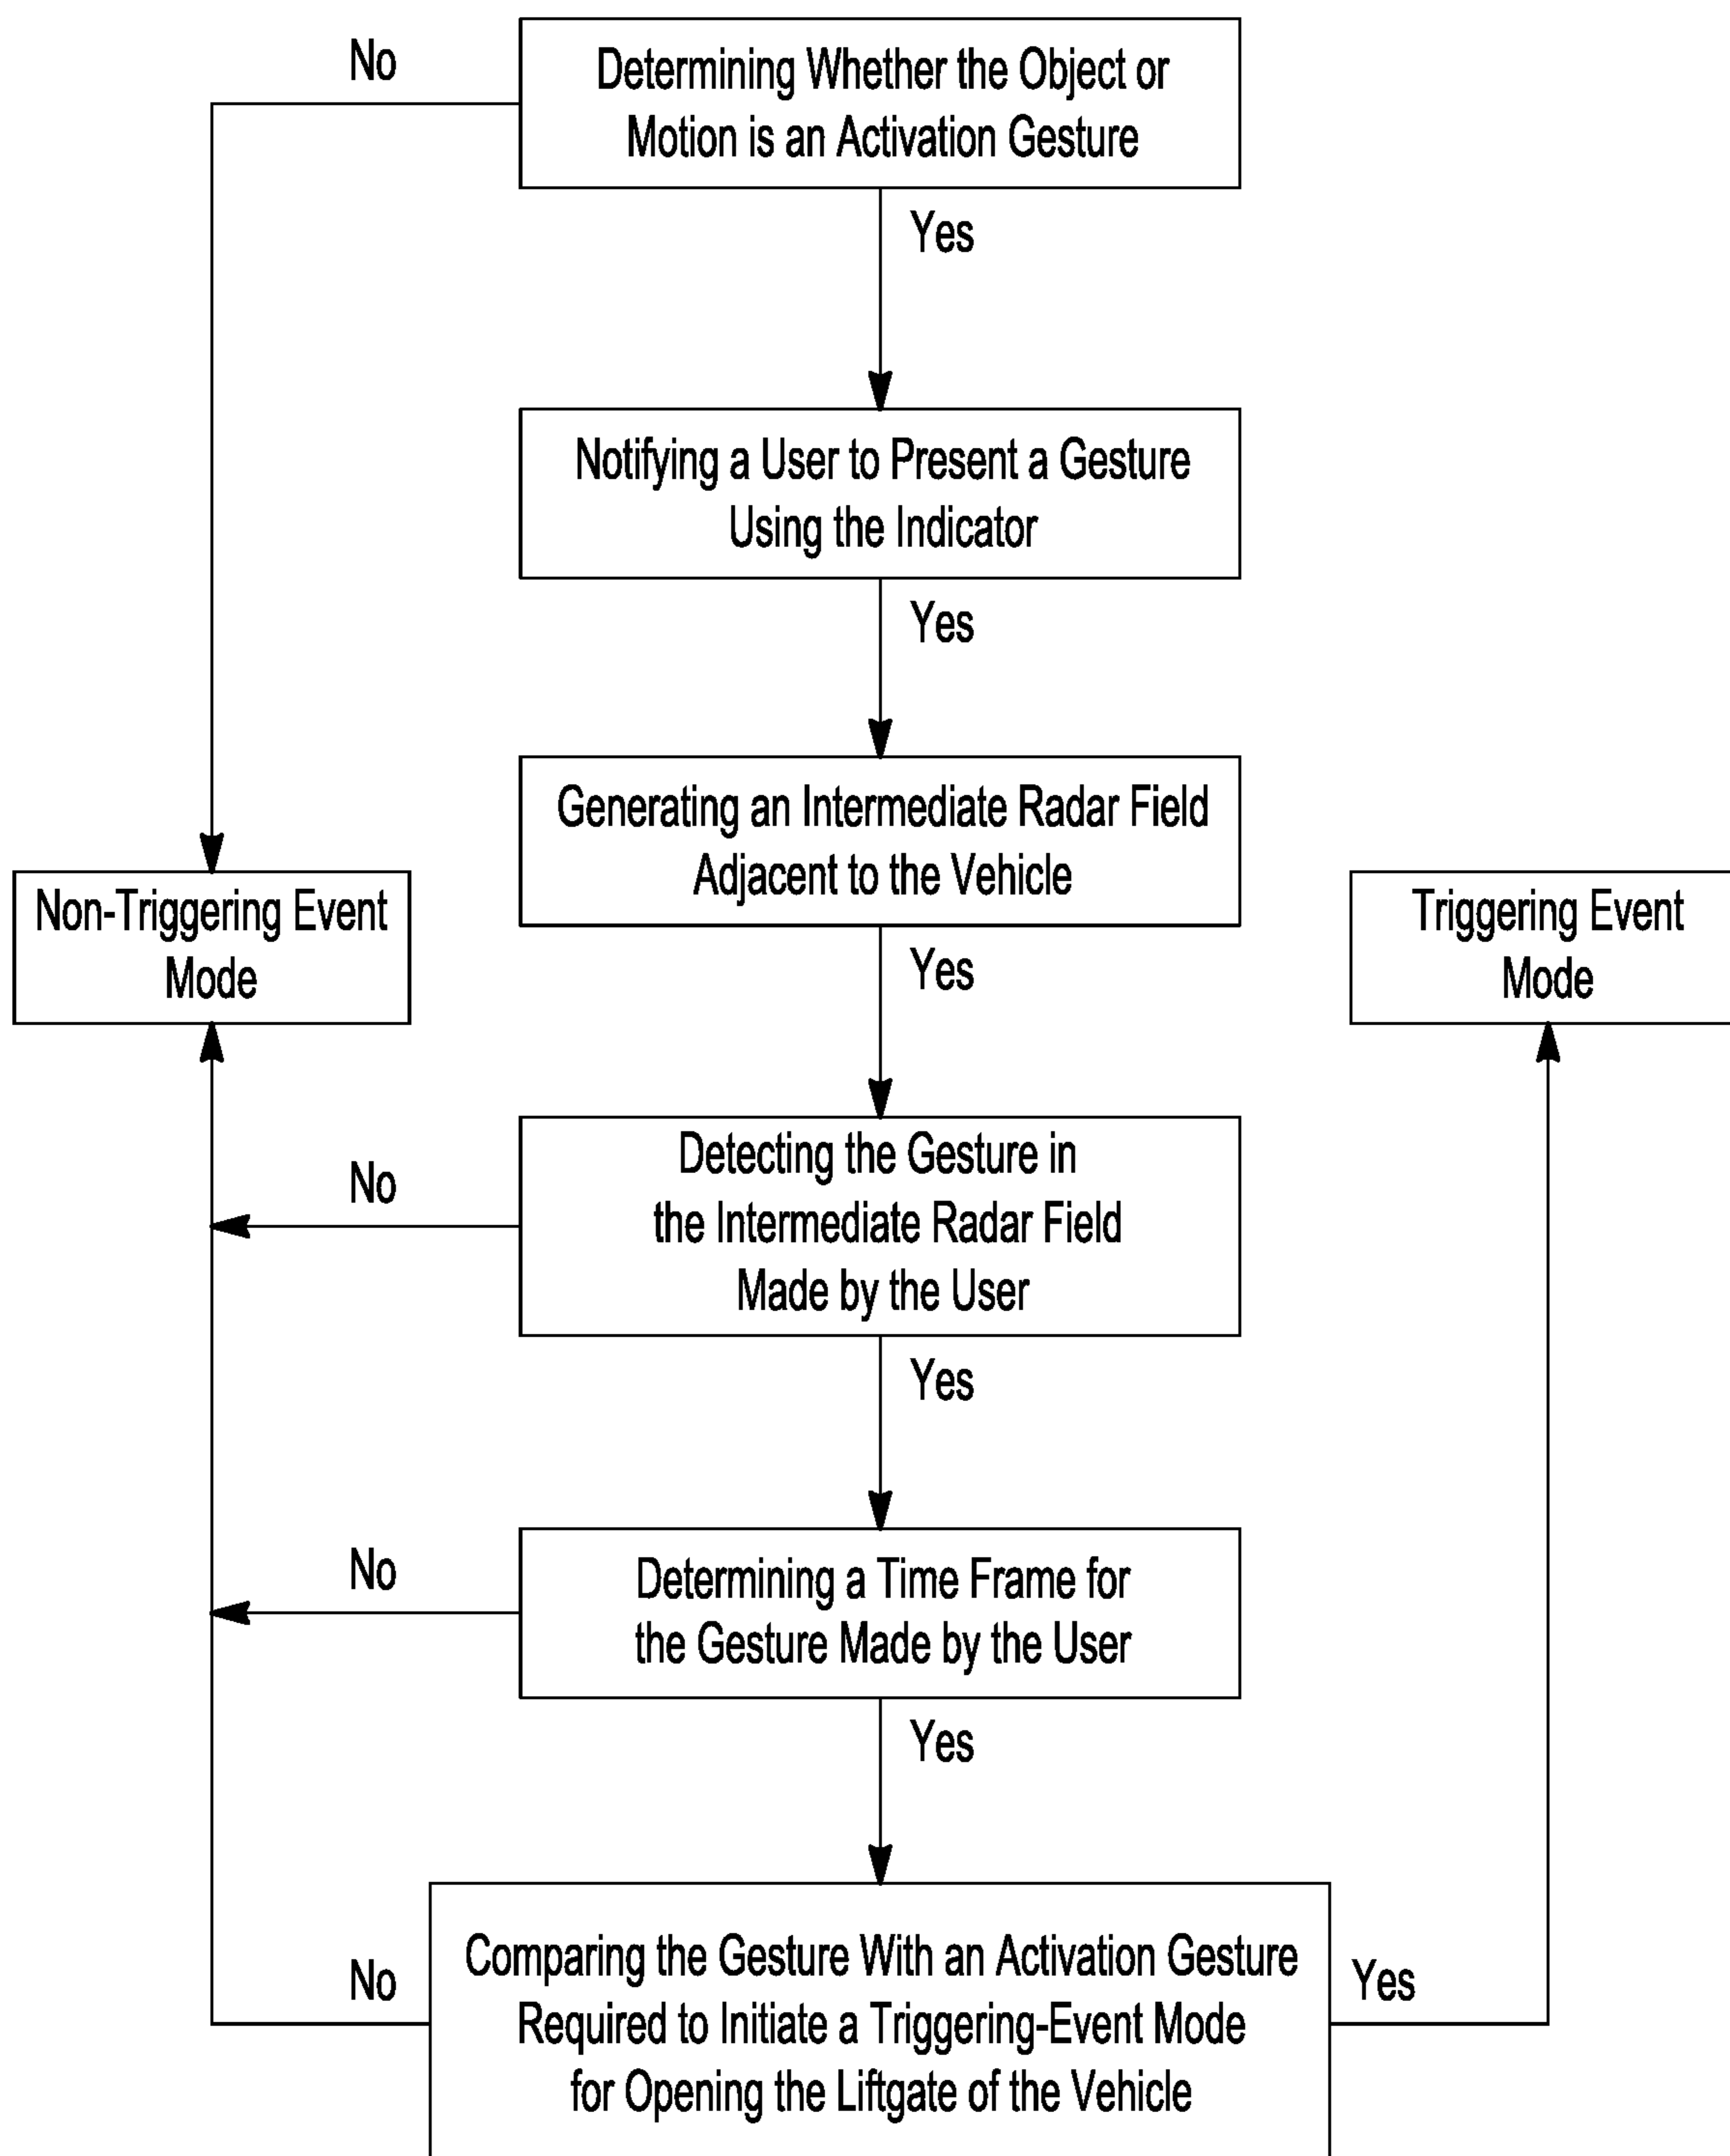 No
Determining Whether the Object or
Motion is an Activation Gesture
Yes
Notifying a User to Present a Gesture
Using the Indicator
Yes
Generating an Intermediate Radar Field
Adjacent to the Vehicle
Non-Triggering Event
Mode
Triggering Event
Mode
Yes
No
Detecting the Gesture in
the Intermediate Radar Field
Made by the User
Yes
No
Determining a Time Frame for
the Gesture Made by the User
Yes
No
Comparing the Gesture With an Activation Gesture
Required to Initiate a Triggering-Event Mode
for Opening the Liftgate of the Vehicle
Yes